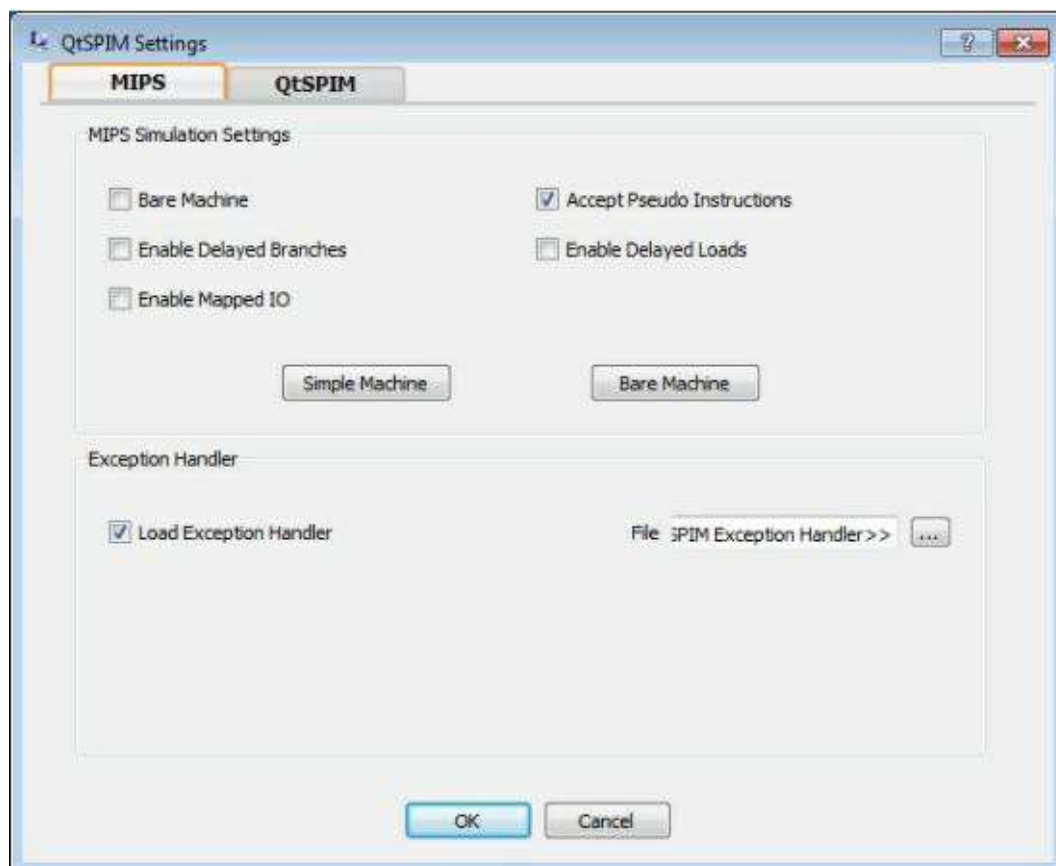 QtSPIM Settings
MIPS QtSPIM
MIPS Simulation Settings
Bare Machine Accept Pseudo Instructions
Enable Delayed Branches Enable Delayed Loads
Enable Mapped IO
Simple Machine Bare Machine
Exception Handler
Load Exception Handler File SPIM Exception Handler>> ...
OK Cancel